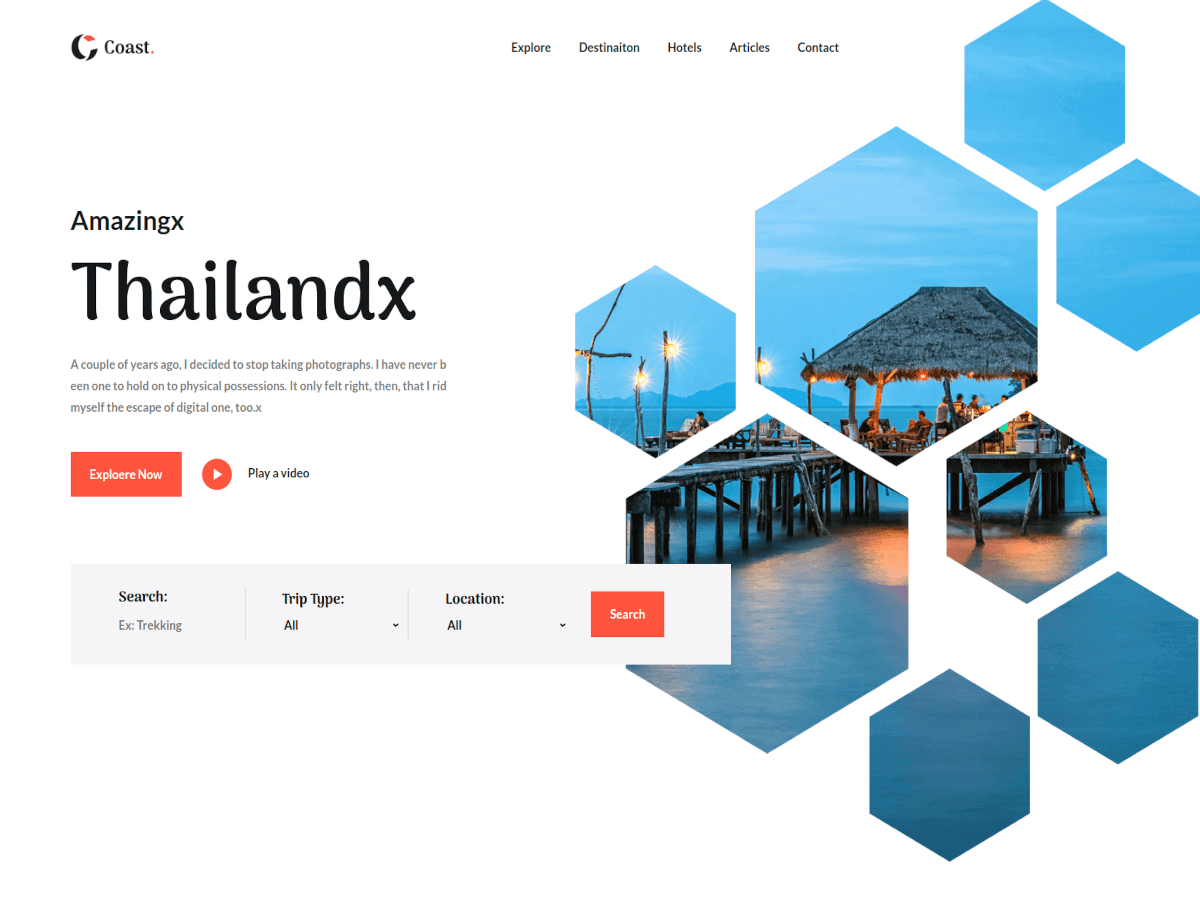 Coast.
Explore
Destinaiton
Hotels
Articles
Contact
Amazingx
Thailandx
A couple of years ago, I decided to stop taking photographs. I have never b
een one to hold on to physical possessions. It only felt right, then, that I rid
myself the escape of digital one, too.x
Exploere Now
Play a video
Search:
Ex: Trekking
Trip Type:
All
Location:
All
Search